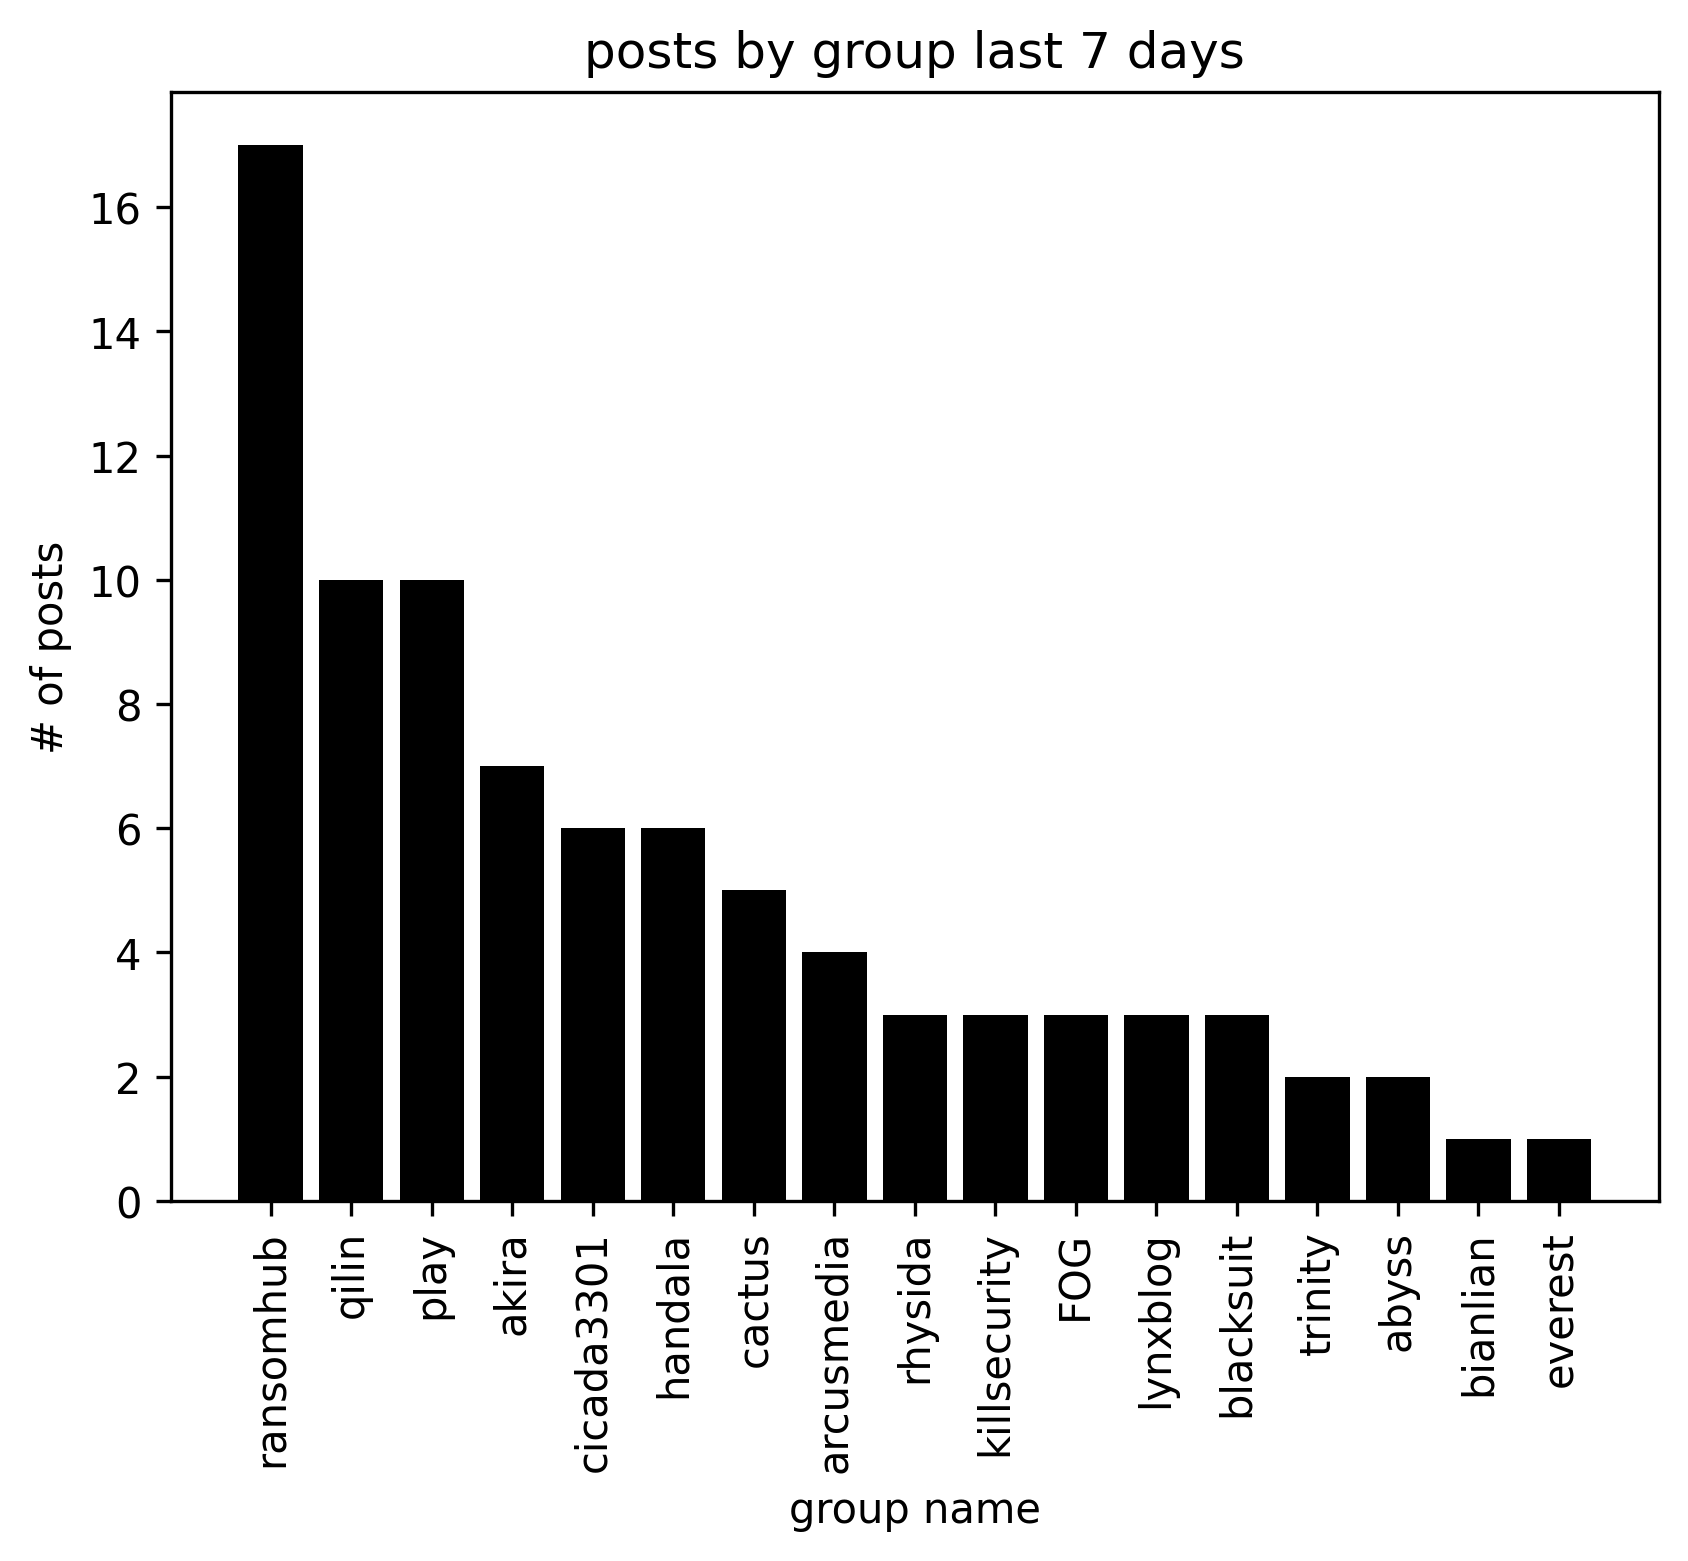 posts by group last 7 days
# of posts
16
14
12
10
8
6
4
2
0
ransomhub
qilin
play
akira
cicada3301
handala
cactus
arcusmedia
rhysida
killsecurity
FOG
lynxblog
blacksuit
trinity
abyss
bianlian
everest
group name